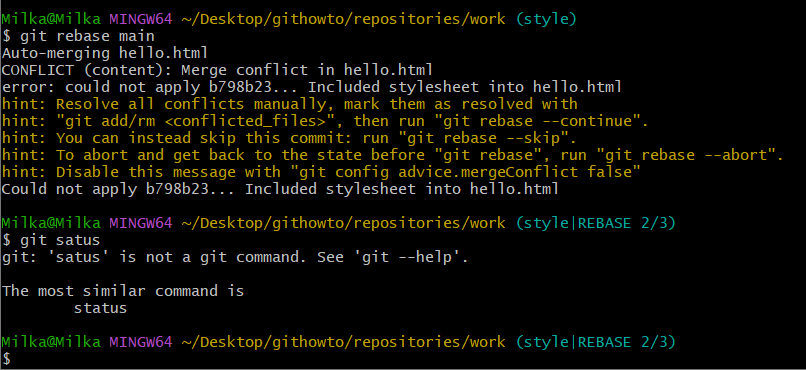 Milka@Milka MINGW64 ~/Desktop/githowto/repositories/work (style)
$ git rebase main
Auto-merging hello.html
CONFLICT (content): Merge conflict in hello.html
error: could not apply b798b23... Included stylesheet into hello.html
hint: Resolve all conflicts manually, mark them as resolved with
hint: "git add/rm <conflicted_files>", then run "git rebase --continue".
hint: You can instead skip this commit: run "git rebase --skip".
hint: To abort and get back to the state before "git rebase", run "git rebase --abort".
hint: Disable this message with "git config advice.mergeConflict false"
Could not apply b798b23... Included stylesheet into hello.html
Milka@Milka MINGW64 ~/Desktop/githowto/repositories/work (style|REBASE 2/3)
$ git satus
git: 'satus' is not a git command. See 'git --help'.
The most similar command is
status
Milka@Milka MINGW64 ~/Desktop/githowto/repositories/work (style|REBASE 2/3)
$